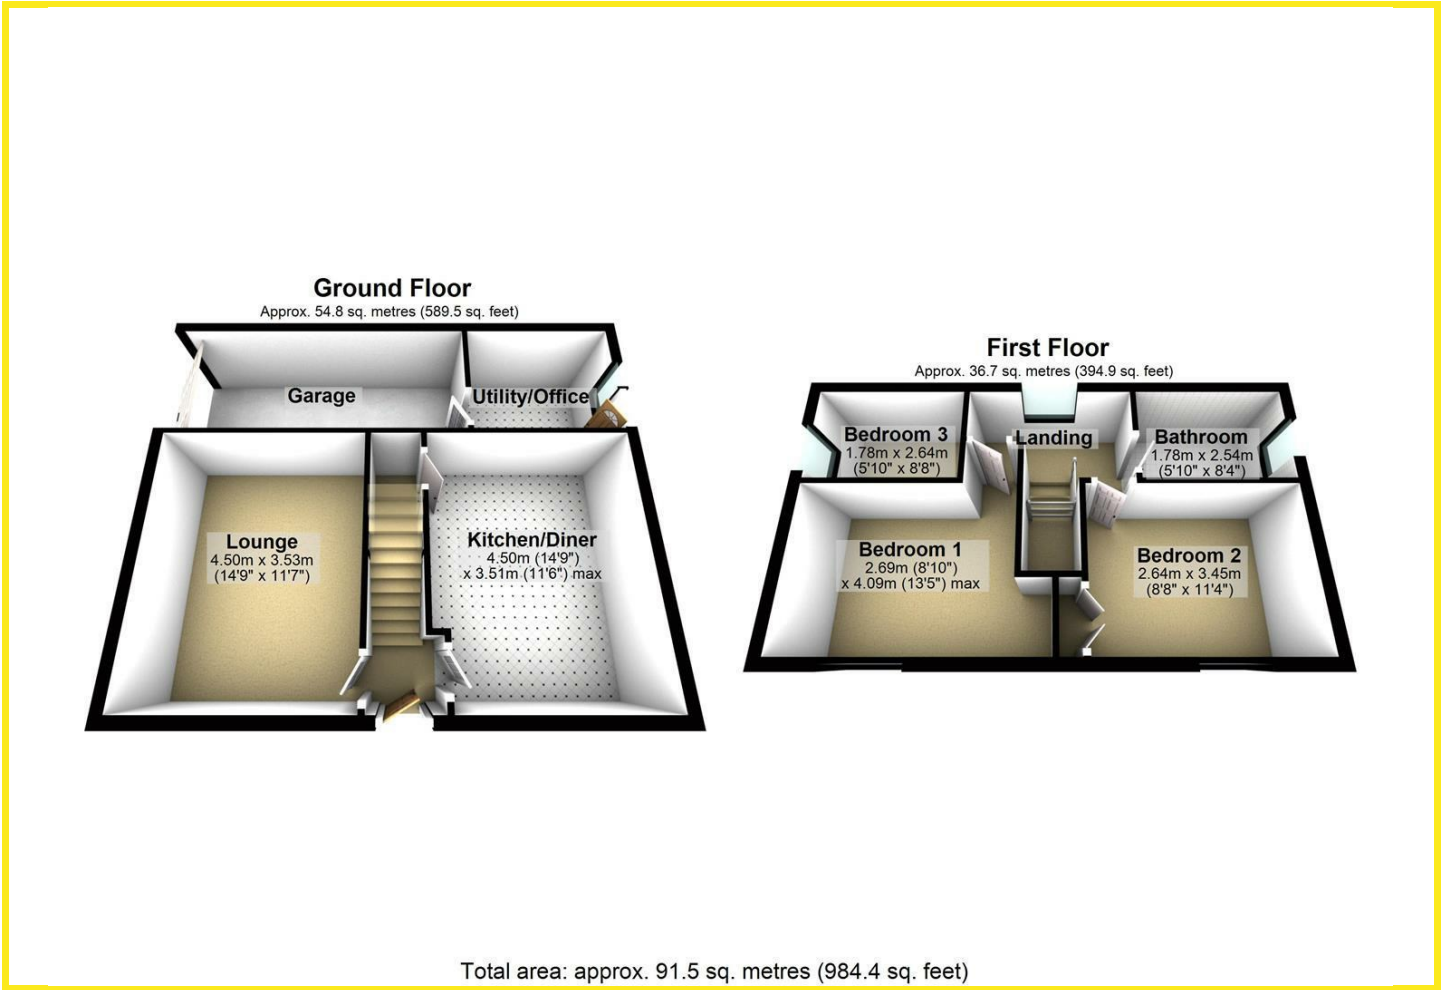 Ground Floor
Approx. 54.8 sq. metres (589.5 sq. feet)
Garage
Utility/Office
Lounge
4.50m x 3.53m
(14'9" x 11'7")
Kitchen/Diner
4.50m (14'9")
x 3.51m (11'6") max
First Floor
Approx. 36.7 sq. metres (394.9 sq. feet)
Bedroom 3
1.78m x 2.64m
(5'10" x 8'8")
Landing
Bathroom
1.78m x 2.54m
(5'10" x 8'4")
Bedroom 1
2.69m (8'10")
x 4.09m (13'5") max
Bedroom 2
2.64m x 3.45m
(8'8" x 11'4")
Total area: approx. 91.5 sq. metres (984.4 sq. feet)